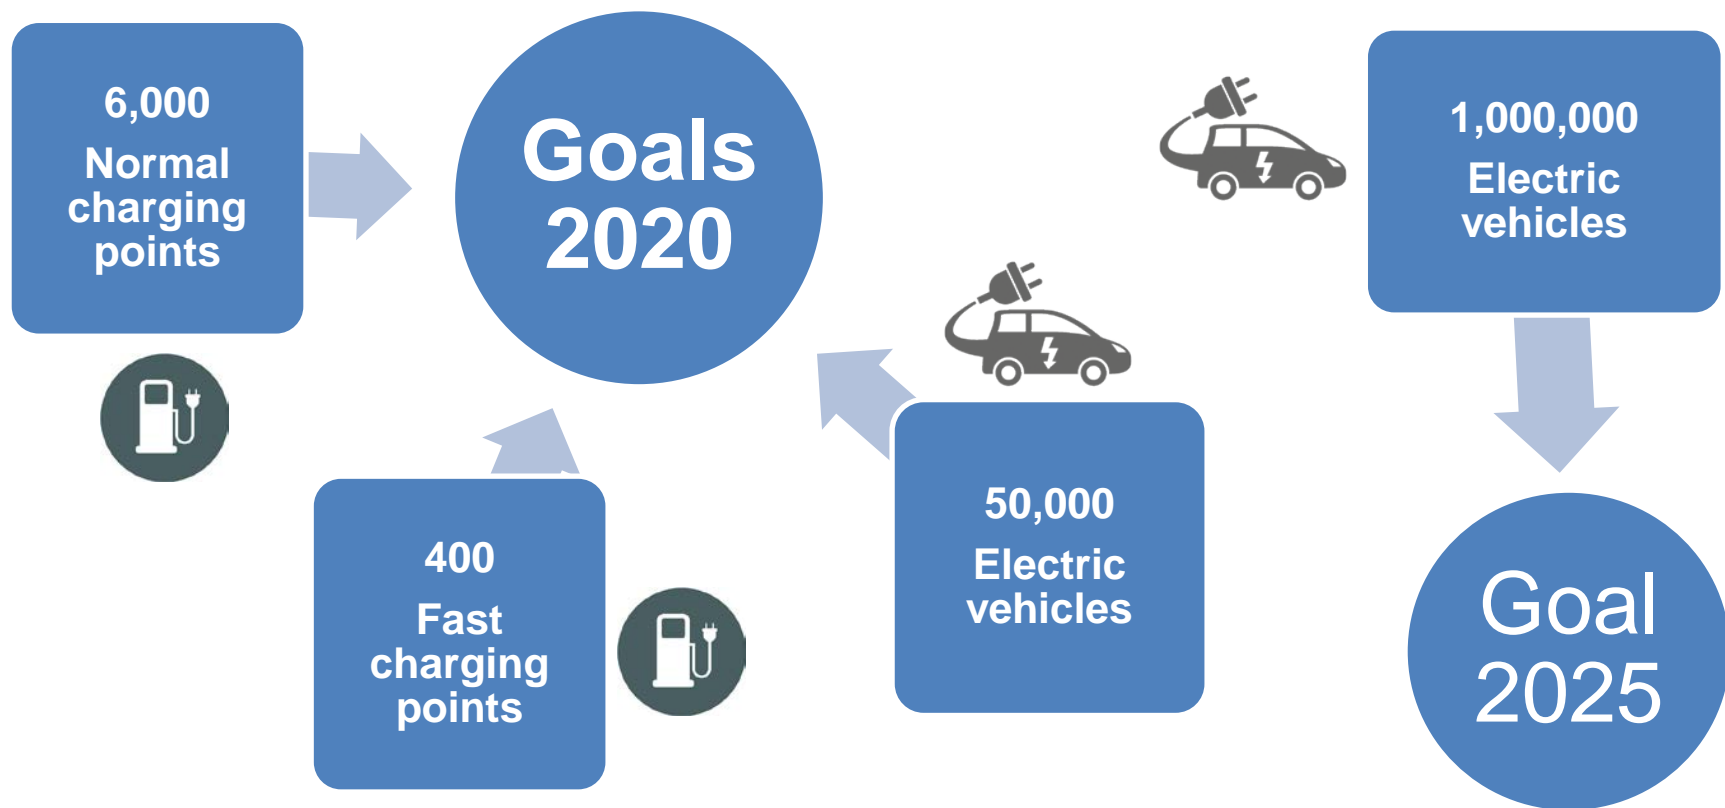 6,000
Normal
charging
points
Goals
2020
400
Fast
charging
points
50,000
Electric
vehicles
1,000,000
Electric
vehicles
Goal
2025